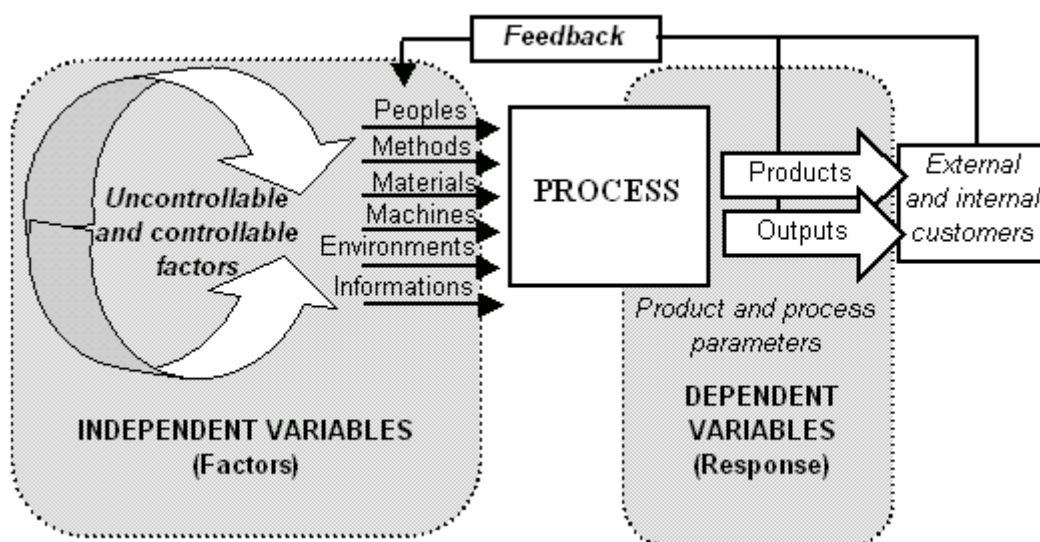 Feedback
Peoples
Methods
Materials
Machines
Environments
Informations
Uncontrollable
and controllable
factors
INDEPENDENT VARIABLES
(Factors)
PROCESS
Products
Outputs
External
and internal
customers
Product and process
parameters
DEPENDENT
VARIABLES
(Response)